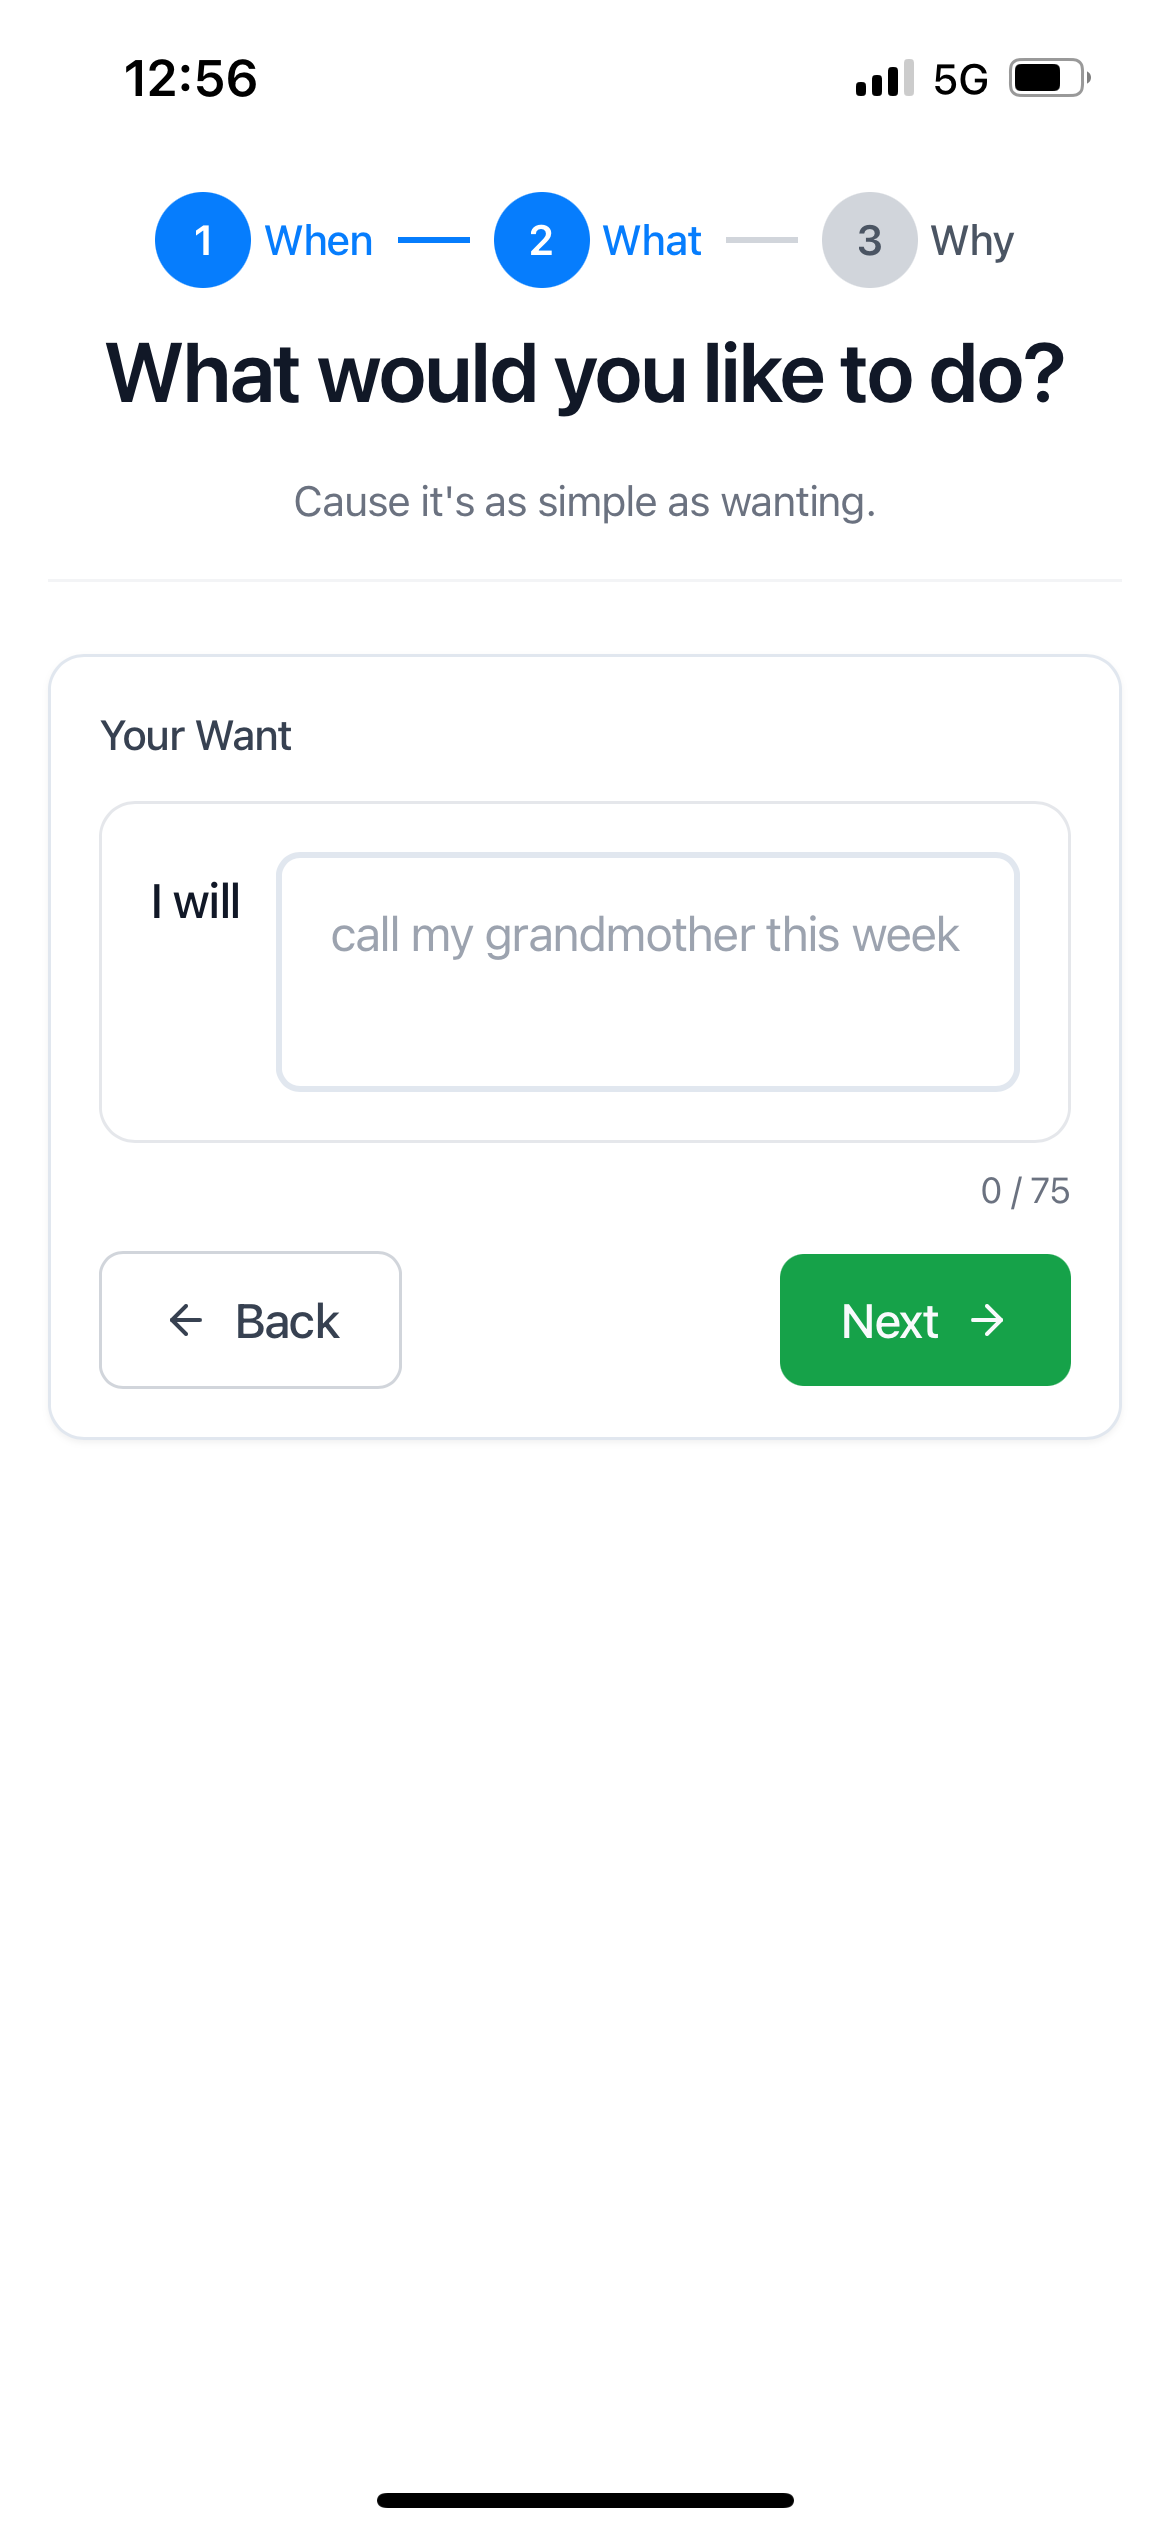 12:56 5G
1 When 2 What 3 Why
What would you like to do?
Cause it's as simple as wanting.
Your Want
I will call my grandmother this week
0 / 75
Back Next